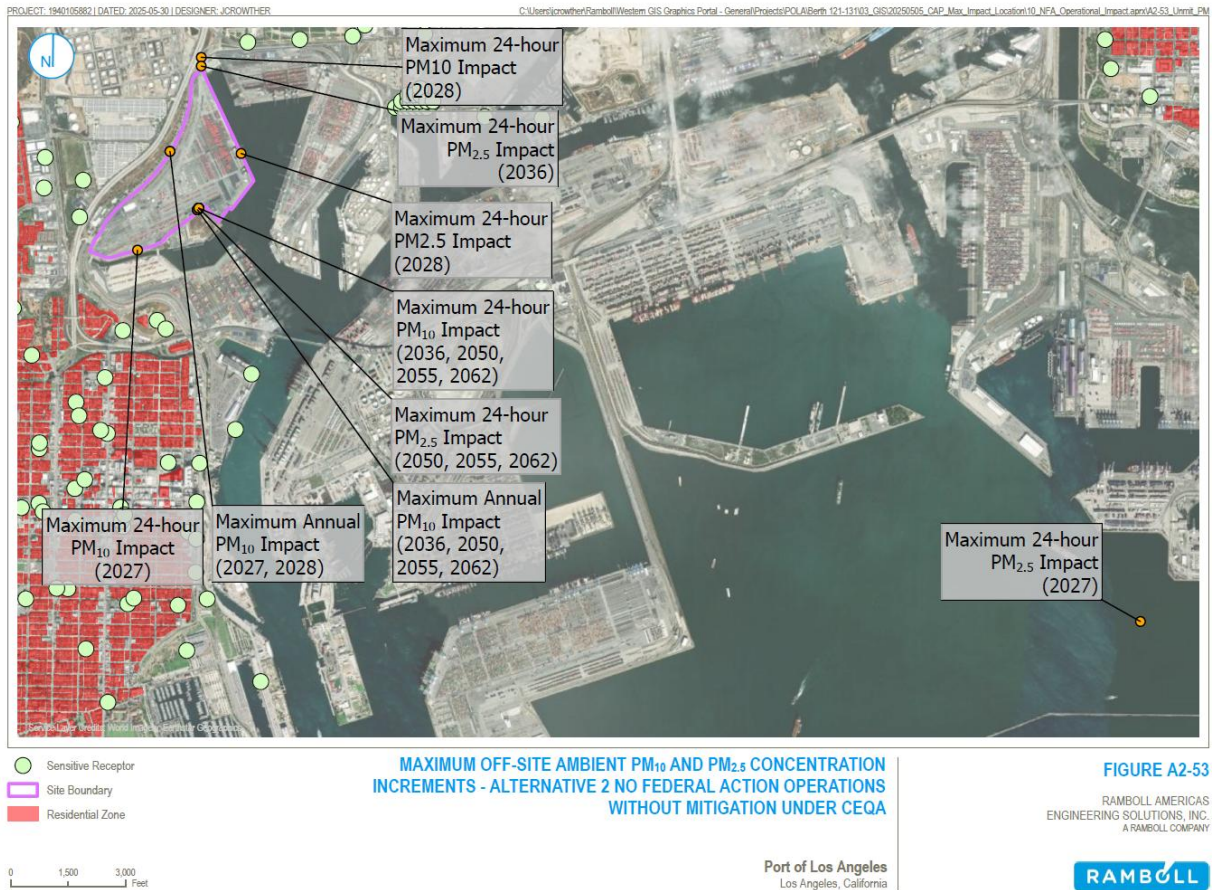 PROJECT: 1940105882 | DATED: 2025-05-30 | DESIGNER: JCROWTHER
C:\Users\jcrowther\Ramboll\Western GIS Graphics Portal - General\Projects\POLA\Berth 121-131\03_GIS\20250505_CAP_Max_Impact_Location\10_NFA_Operational_Impact.aprx\A2-53_Unmit_PM
N
Maximum 24-hour
PM10 Impact
(2028)
Maximum 24-hour
PM₂.₅ Impact
(2036)
Maximum 24-hour
PM2.5 Impact
(2028)
Maximum 24-hour
PM₁₀ Impact
(2036, 2050,
2055, 2062)
Maximum 24-hour
PM₂.₅ Impact
(2050, 2055, 2062)
Maximum Annual
PM₁₀ Impact
(2036, 2050,
2055, 2062)
Maximum 24-hour
PM₁₀ Impact
(2027)
Maximum Annual
PM₁₀ Impact
(2027, 2028)
Maximum 24-hour
PM₂.₅ Impact
(2027)
Sensitive Receptor
Site Boundary
Residential Zone
0 1,500 3,000
Feet
MAXIMUM OFF-SITE AMBIENT PM₁₀ AND PM₂.₅ CONCENTRATION
INCREMENTS - ALTERNATIVE 2 NO FEDERAL ACTION OPERATIONS
WITHOUT MITIGATION UNDER CEQA
Port of Los Angeles
Los Angeles, California
FIGURE A2-53
RAMBOLL AMERICAS
ENGINEERING SOLUTIONS, INC.
A RAMBOLL COMPANY
RAMBOLL